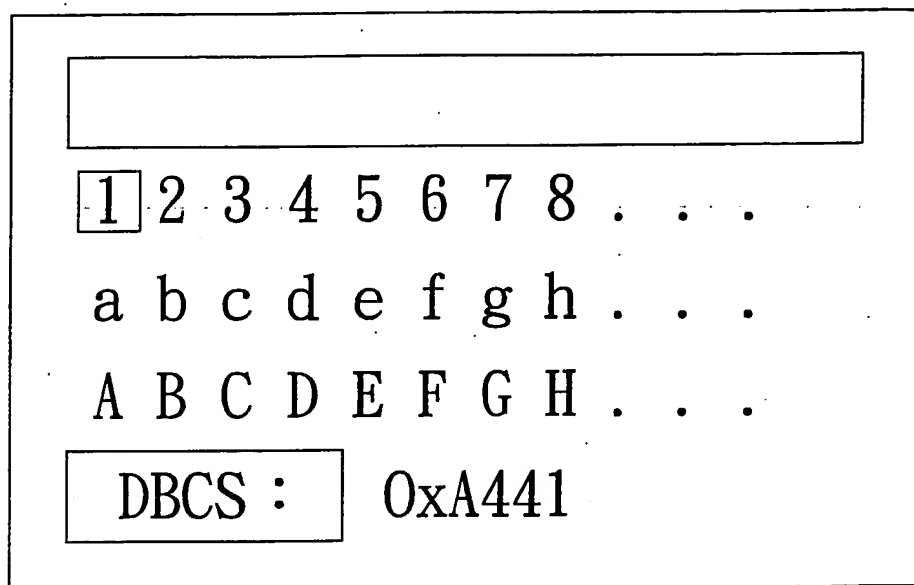 1 2 3 4 5 6 7 8 . . .
a b c d e f g h . . .
A B C D E F G H . . .
DBCS : 0xA441